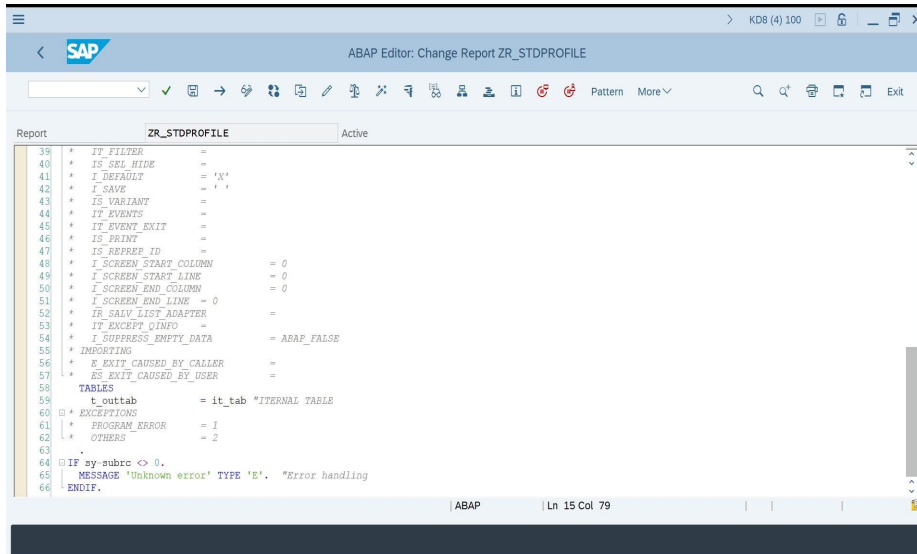 KD8 (4) 100
SAP
ABAP Editor: Change Report ZR_STDPROFILE
Pattern More
Exit
Report ZR_STDPROFILE Active
39 * IT_FILTER =
40 * IS_SEL_HIDE =
41 * I_DEFAULT = 'X'
42 * I_SAVE = ' '
43 * IS_VARIANT =
44 * IT_EVENTS =
45 * IT_EVENT_EXIT =
46 * IS_PRINT =
47 * IS_REPREP_ID =
48 * I_SCREEN_START_COLUMN = 0
49 * I_SCREEN_START_LINE = 0
50 * I_SCREEN_END_COLUMN = 0
51 * I_SCREEN_END_LINE = 0
52 * IR_SALV_LIST_ADAPTER =
53 * IT_EXCEPT_QINFO =
54 * I_SUPPRESS_EMPTY_DATA = ABAP_FALSE
55 * IMPORTING
56 * E_EXIT_CAUSED_BY_CALLER =
57 * ES_EXIT_CAUSED_BY_USER =
58 TABLES
59 t_outtab = it_tab "ITERNAL TABLE
60 * EXCEPTIONS
61 * PROGRAM_ERROR = 1
62 * OTHERS = 2
63 .
64 IF sy-subrc <> 0.
65 MESSAGE 'Unknown error' TYPE 'E'. "Error handling
66 ENDIF.
ABAP Ln 15 Col 79